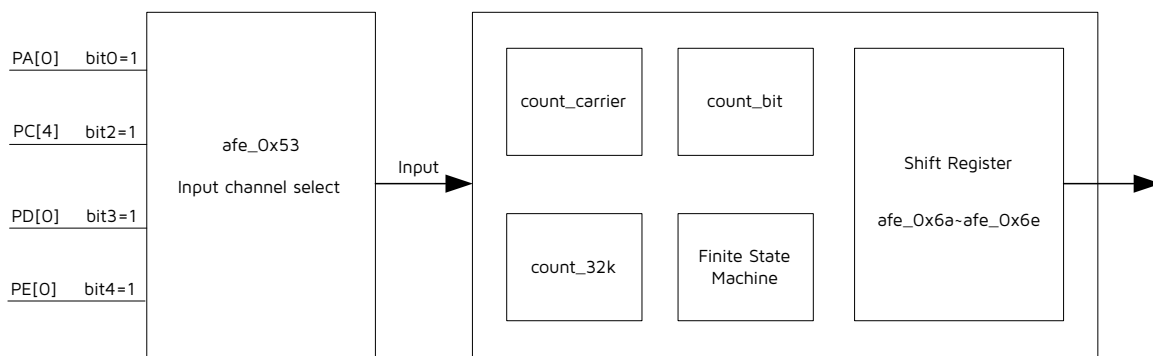 PA[0] bit0=1
PC[4] bit2=1
PD[0] bit3=1
PE[0] bit4=1
afe_0x53
Input channel select
Input
count_carrier
count_bit
count_32k
Finite State
Machine
Shift Register
afe_0x6a~afe_0x6e